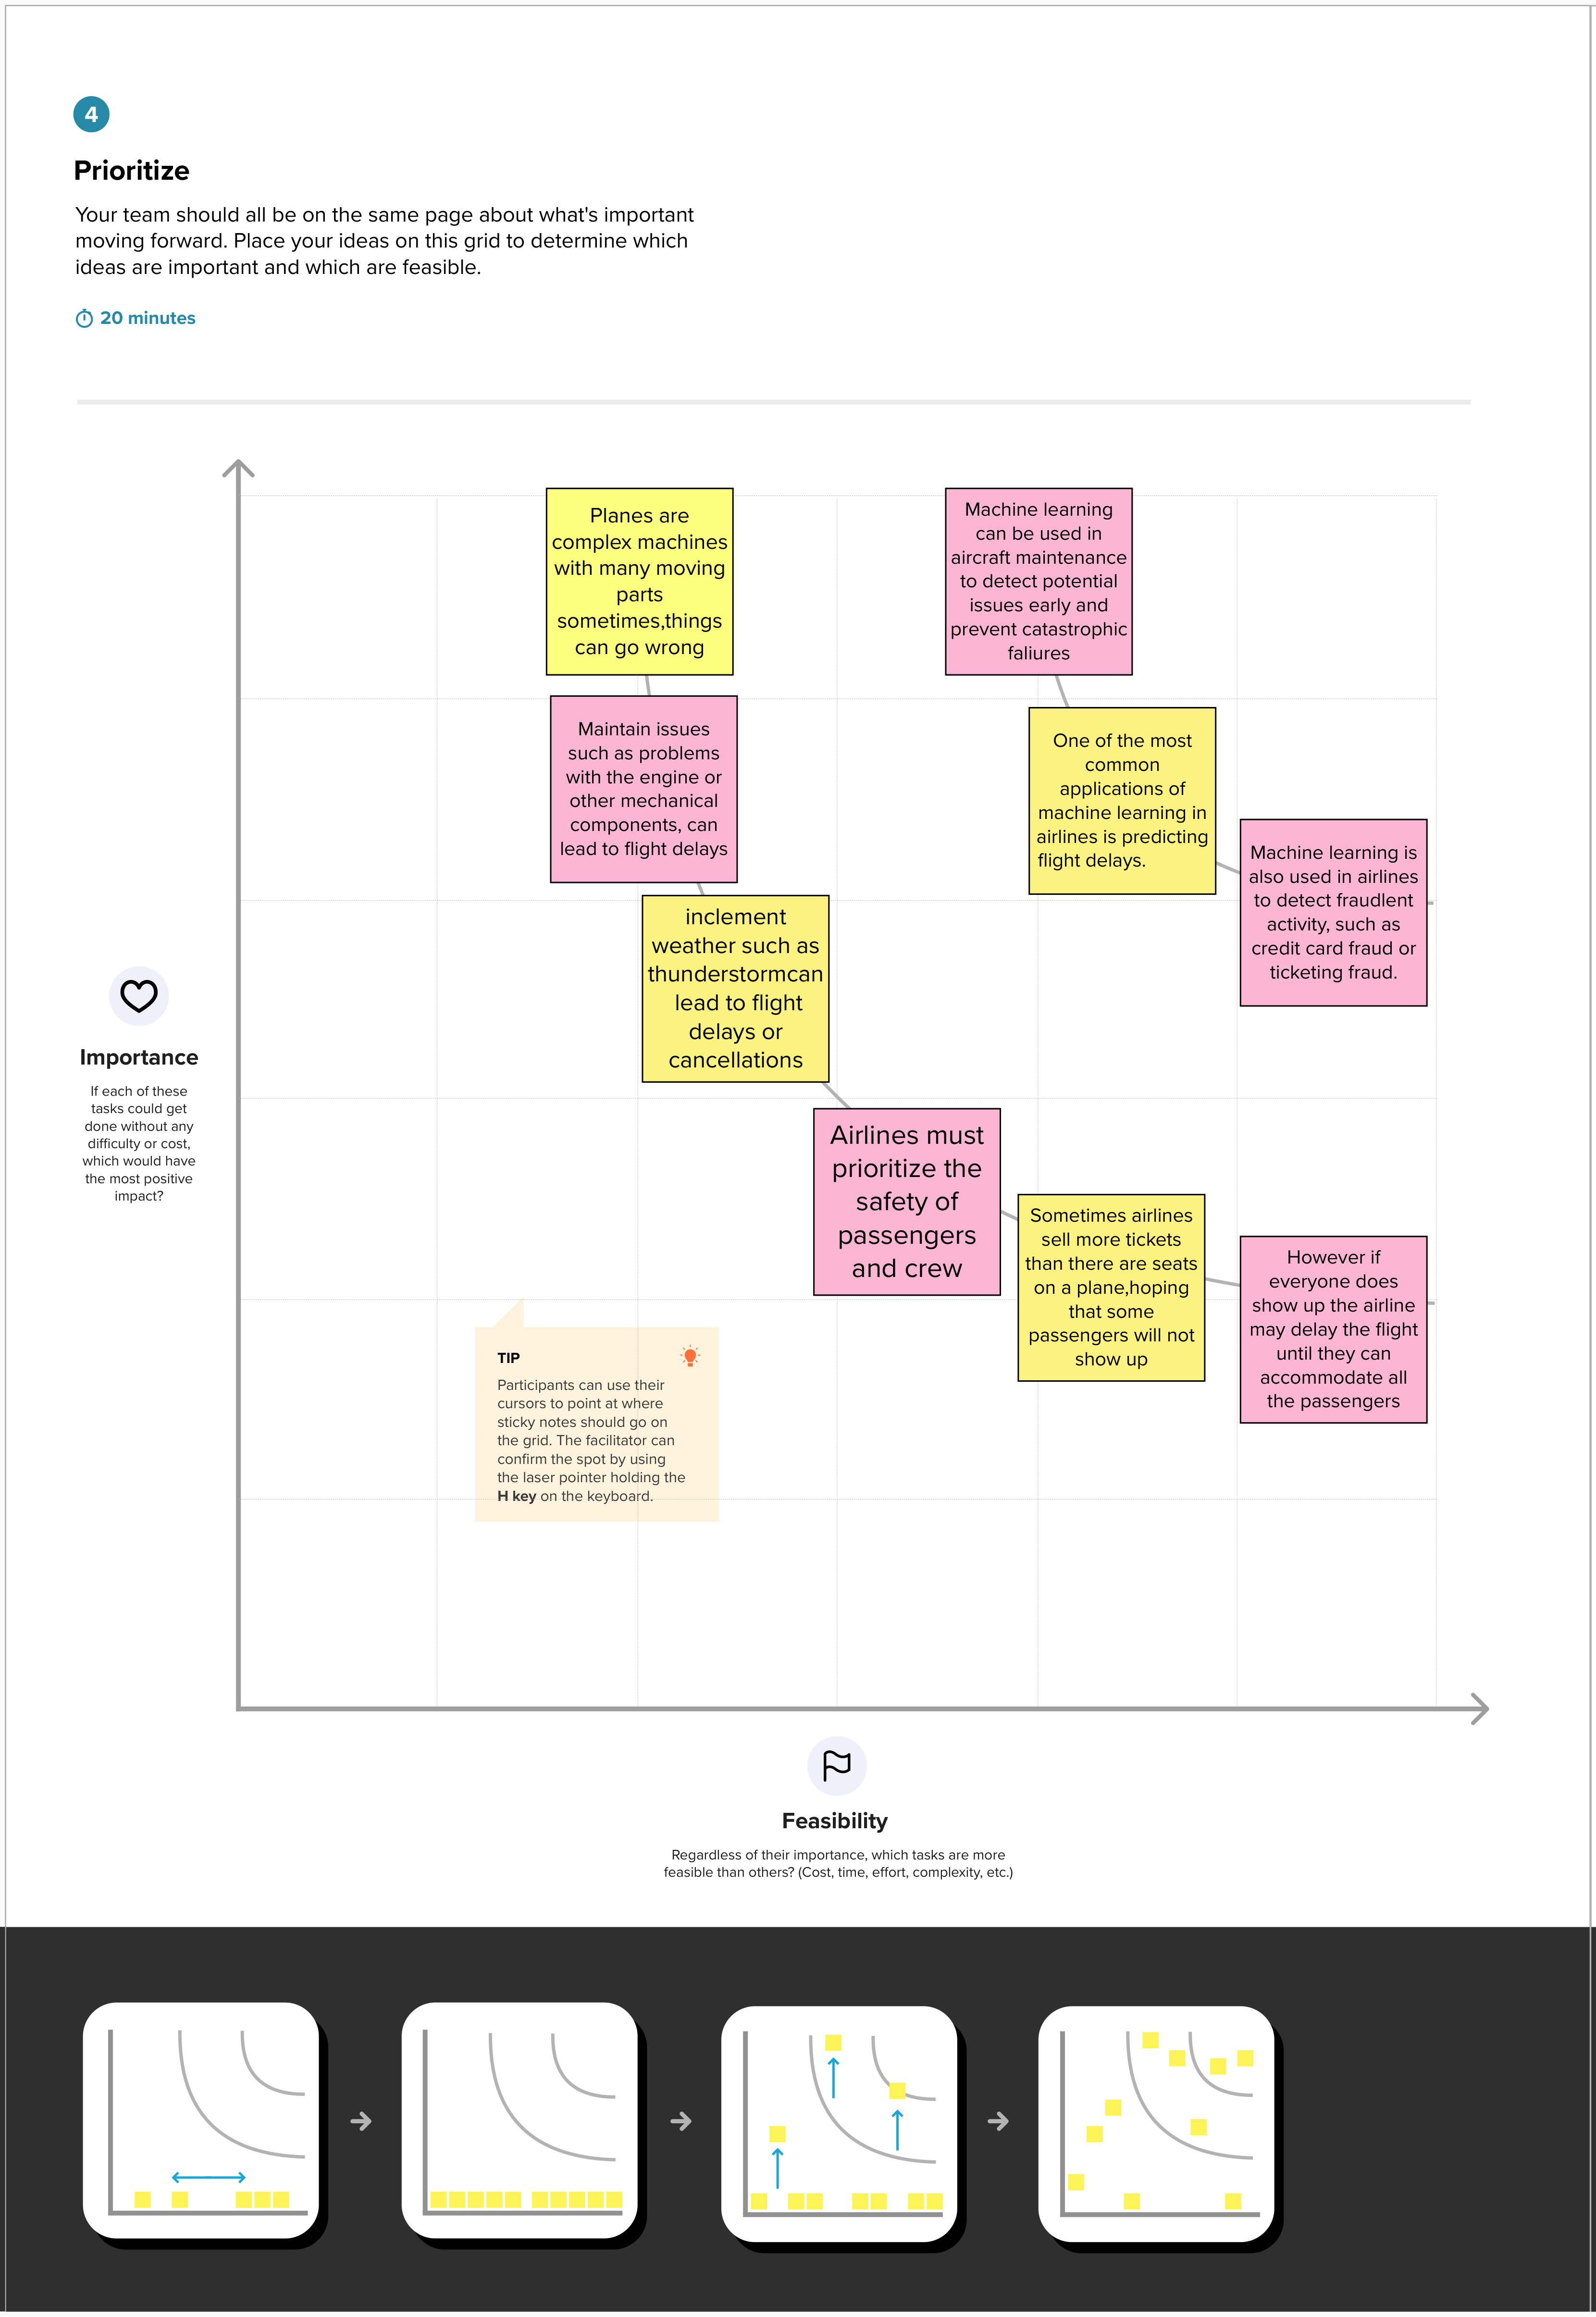 4
Prioritize
Your team should all be on the same page about what's important
moving forward. Place your ideas on this grid to determine which
ideas are important and which are feasible.
20 minutes
Planes are
complex machines
with many moving
parts
sometimes,things
can go wrong
Machine learning
can be used in
aircraft maintenance
to detect potential
issues early and
prevent catastrophic
faliures
Maintain issues
such as problems
with the engine or
other mechanical
components, can
lead to flight delays
One of the most
common
applications of
machine learning in
airlines is predicting
flight delays.
Machine learning is
also used in airlines
to detect fraudlent
activity, such as
credit card fraud or
ticketing fraud.
inclement
weather such as
thunderstormcan
lead to flight
delays or
cancellations
Importance
If each of these
tasks could get
done without any
difficulty or cost,
which would have
the most positive
impact?
Airlines must
prioritize the
safety of
passengers
and crew
Sometimes airlines
sell more tickets
than there are seats
on a plane,hoping
that some
passengers will not
show up
However if
everyone does
show up the airline
may delay the flight
until they can
accommodate all
the passengers
TIP
Participants can use their
cursors to point at where
sticky notes should go on
the grid. The facilitator can
confirm the spot by using
the laser pointer holding the
H key on the keyboard.
Feasibility
Regardless of their importance, which tasks are more
feasible than others? (Cost, time, effort, complexity, etc.)